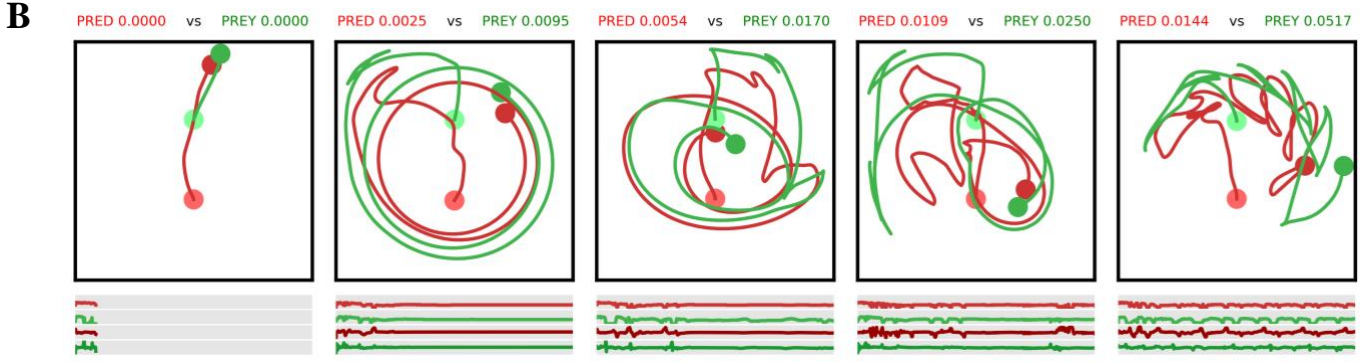 B
PRED 0.0000 vs PREY 0.0000
PRED 0.0025 vs PREY 0.0095
PRED 0.0054 vs PREY 0.0170
PRED 0.0109 vs PREY 0.0250
PRED 0.0144 vs PREY 0.0517